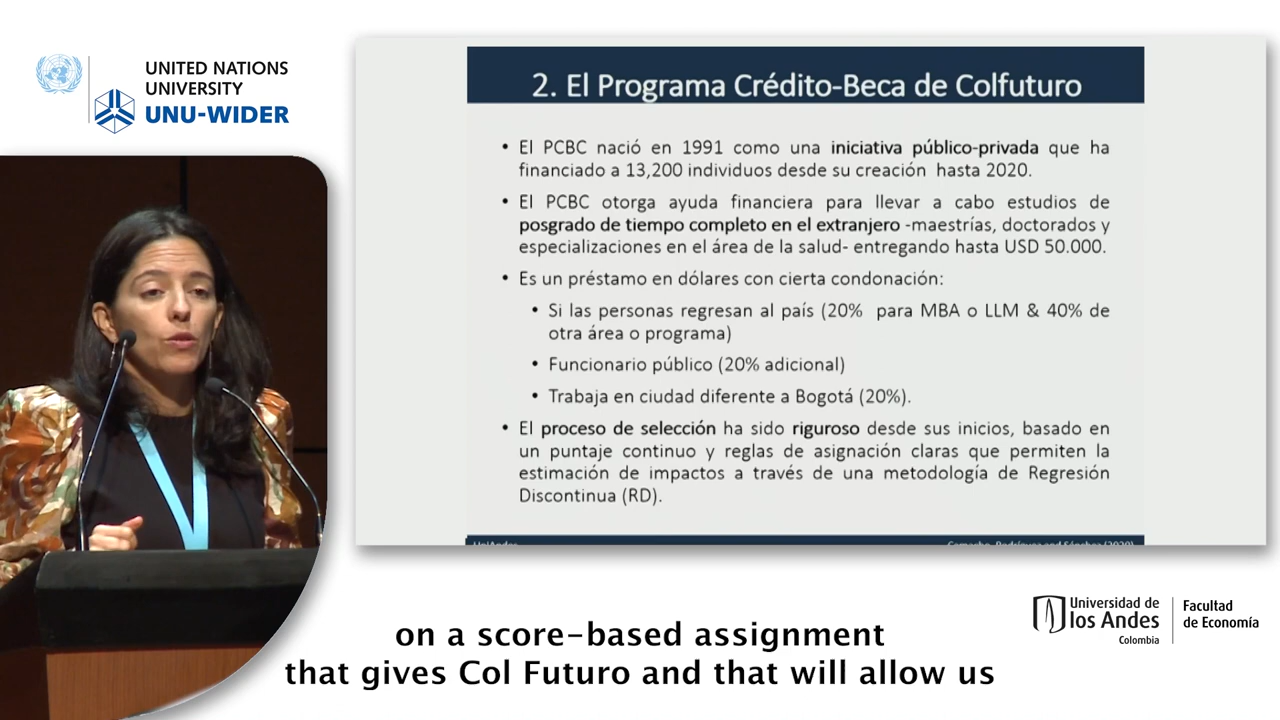 UNITED NATIONS
UNIVERSITY
UNU-WIDER
2. El Programa Crédito-Beca de Colfuturo
• El PCBC nació en 1991 como una iniciativa público-privada que ha
financiado a 13,200 individuos desde su creación hasta 2020.
• El PCBC otorga ayuda financiera para llevar a cabo estudios de
posgrado de tiempo completo en el extranjero -maestrías, doctorados y
especializaciones en el área de la salud- entregando hasta USD 50.000.
• Es un préstamo en dólares con cierta condonación:
• Si las personas regresan al país (20% para MBA o LLM & 40% de
otra área o programa)
• Funcionario público (20% adicional)
• Trabaja en ciudad diferente a Bogotá (20%).
• El proceso de selección ha sido riguroso desde sus inicios, basado en
un puntaje continuo y reglas de asignación claras que permiten la
estimación de impactos a través de una metodología de Regresión
Discontinua (RD).
Universidad de
los Andes
Colombia
Facultad
de Economía
on a score-based assignment
that gives Col Futuro and that will allow us